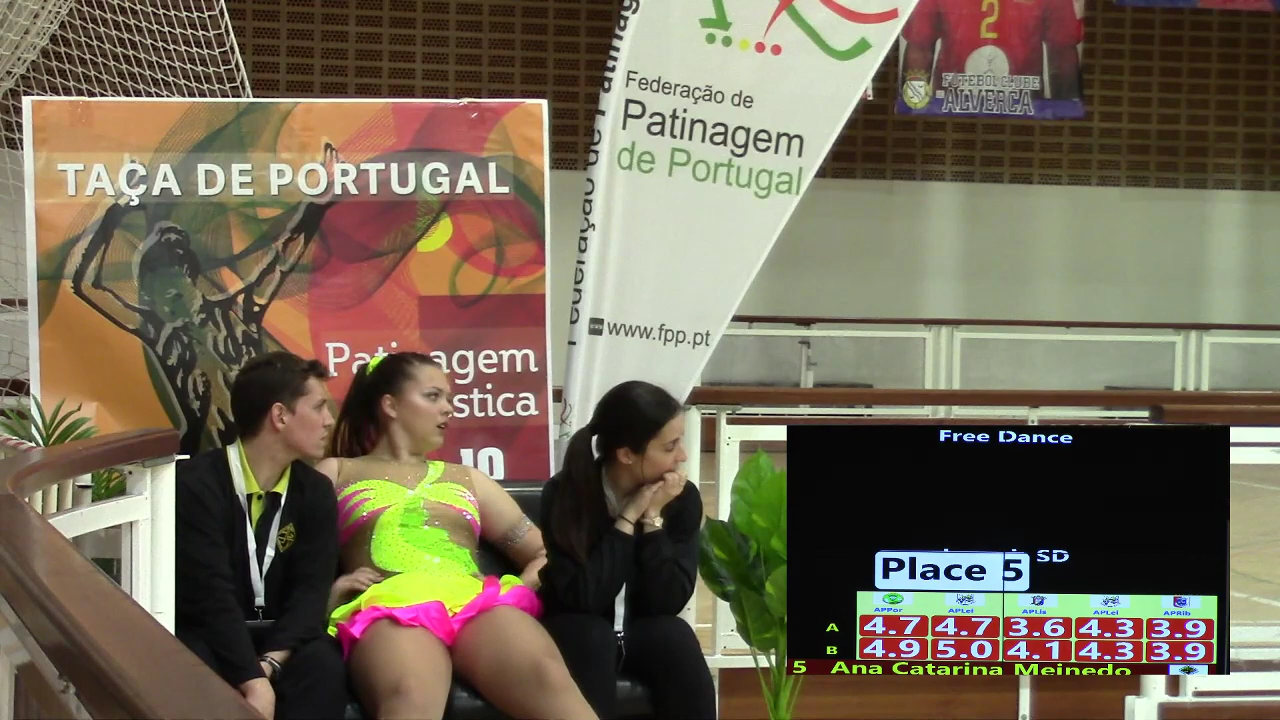 TAÇA DE PORTUGAL
Federação de
Patinagem
de Portugal
www.fpp.pt
2
FUTEBOL CLUBE
ALVERCA
Free Dance
SD
Place 5
APPor APLei APLis APLei APRib
A 4.7 4.7 3.6 4.3 3.9
B 4.9 5.0 4.1 4.3 3.9
5 Ana Catarina Meinedo